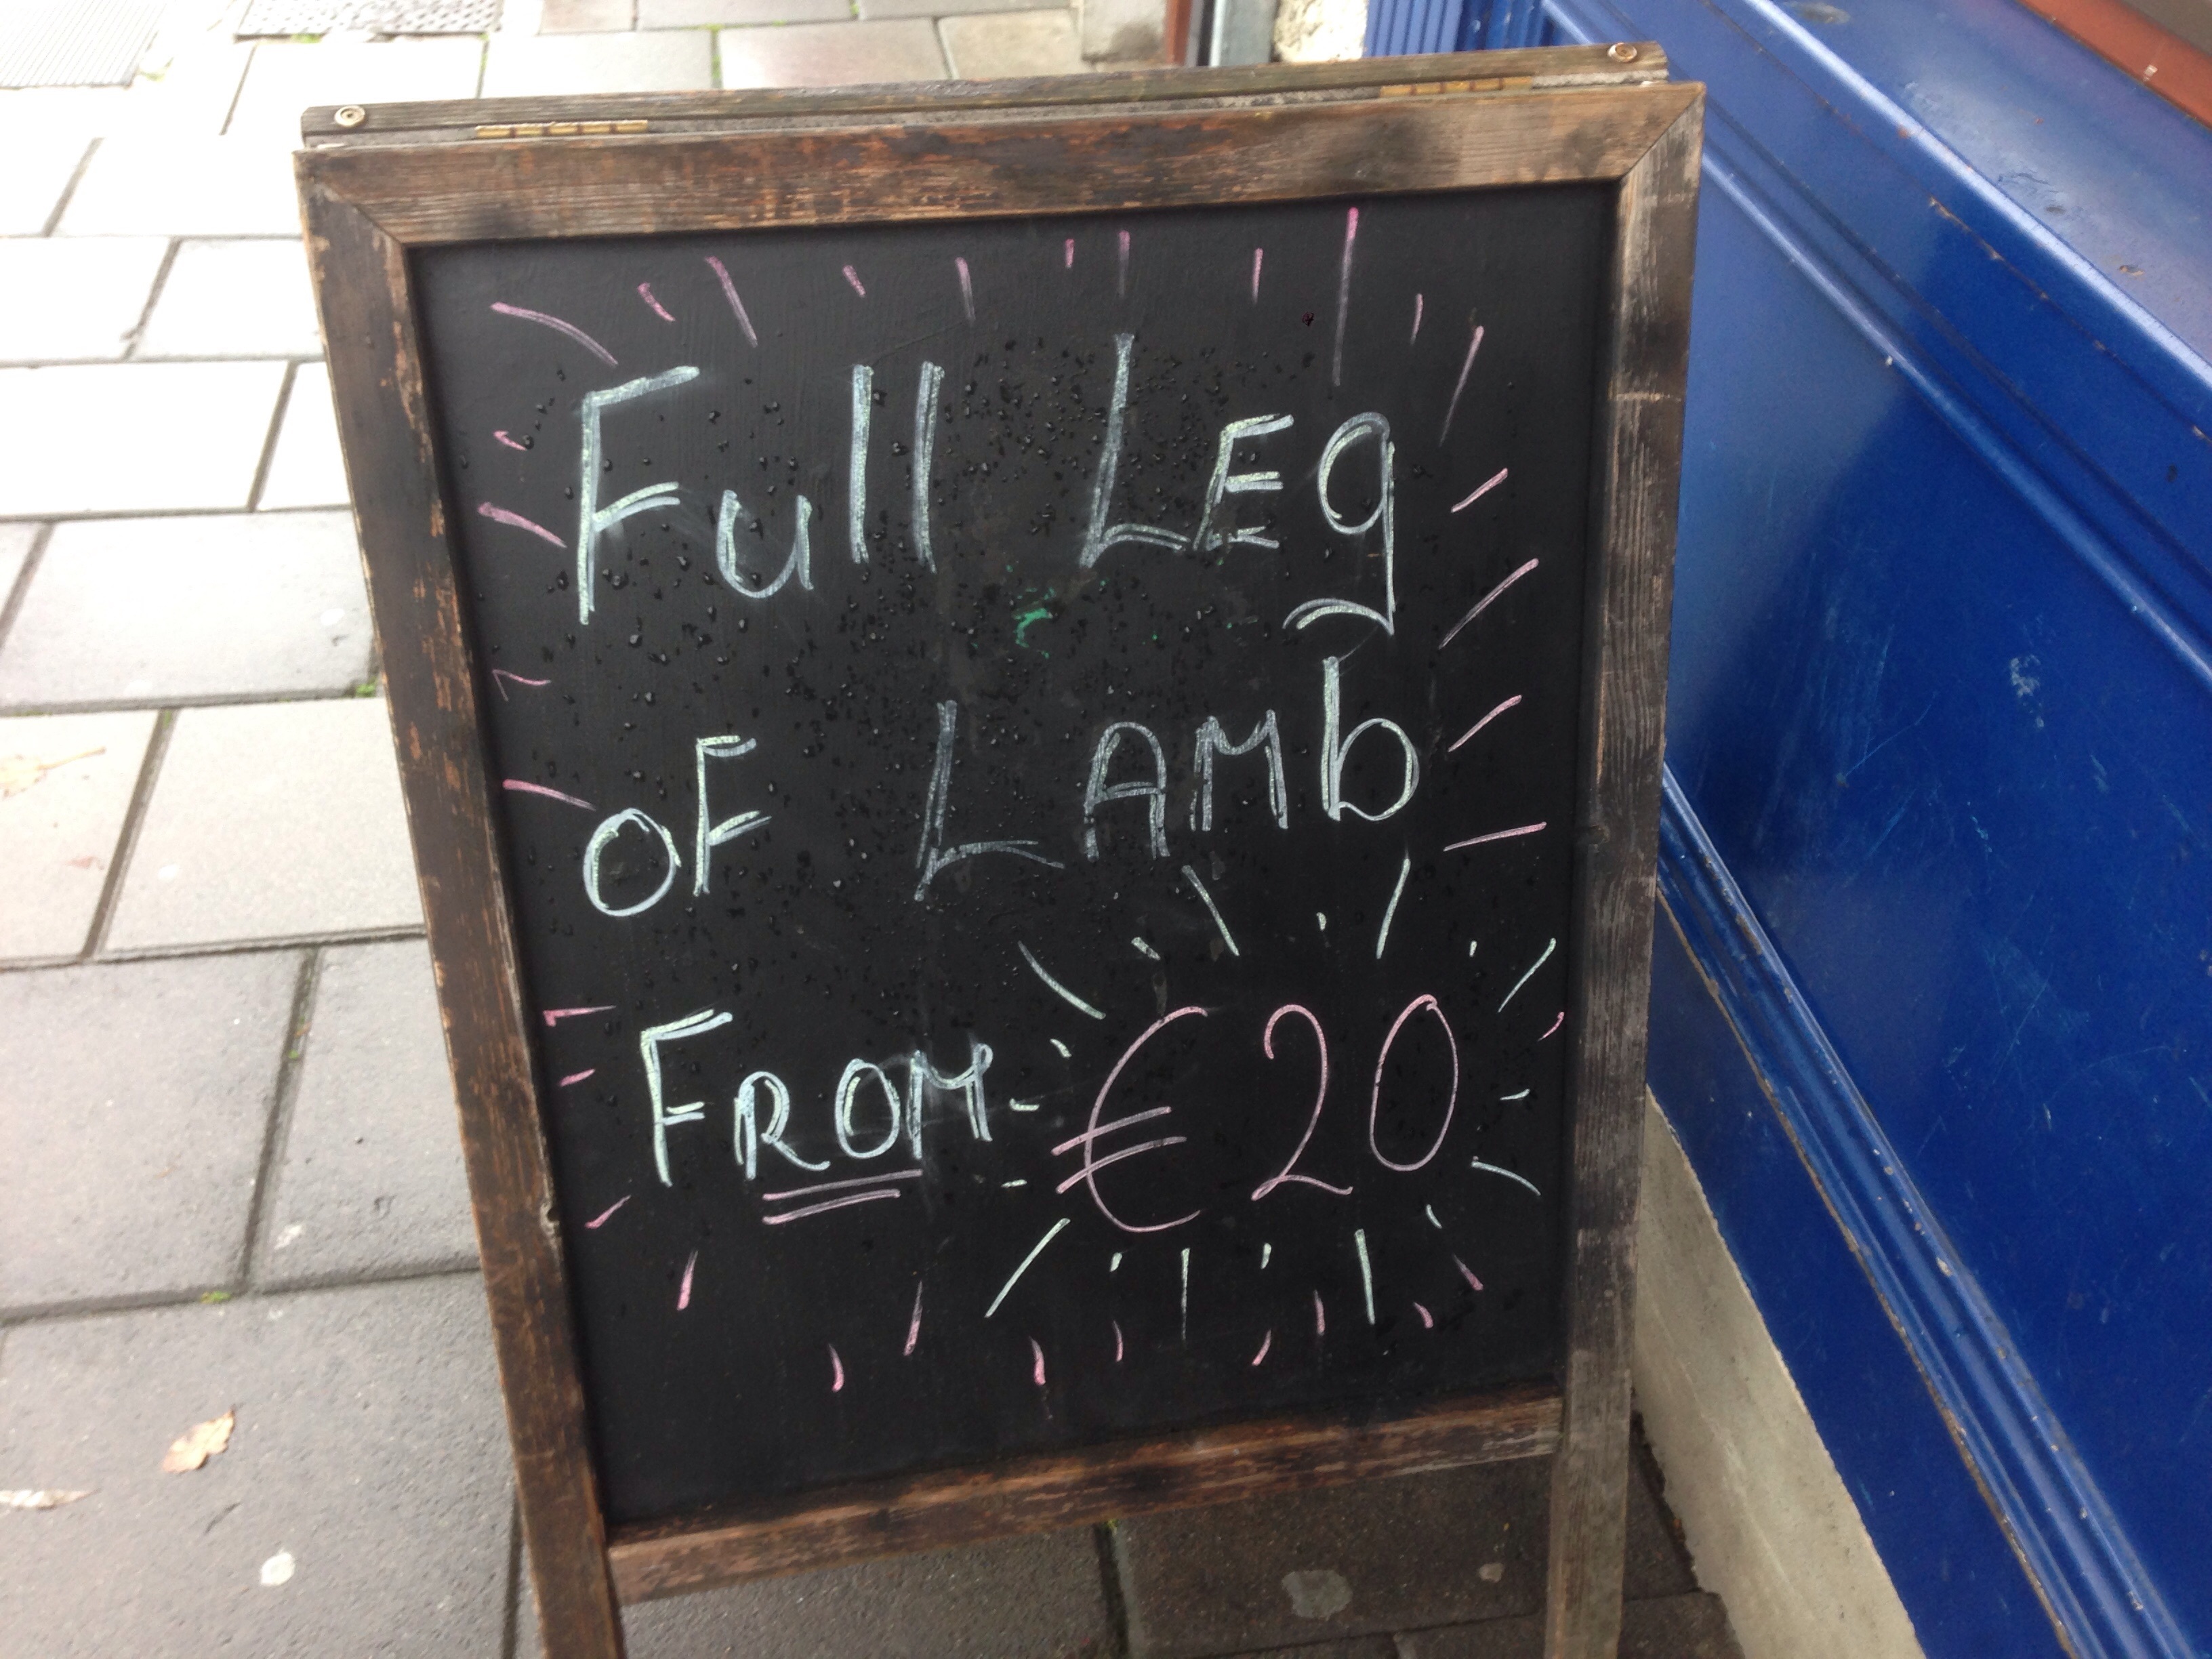 Full LEg
OF LAMb
FROM €20